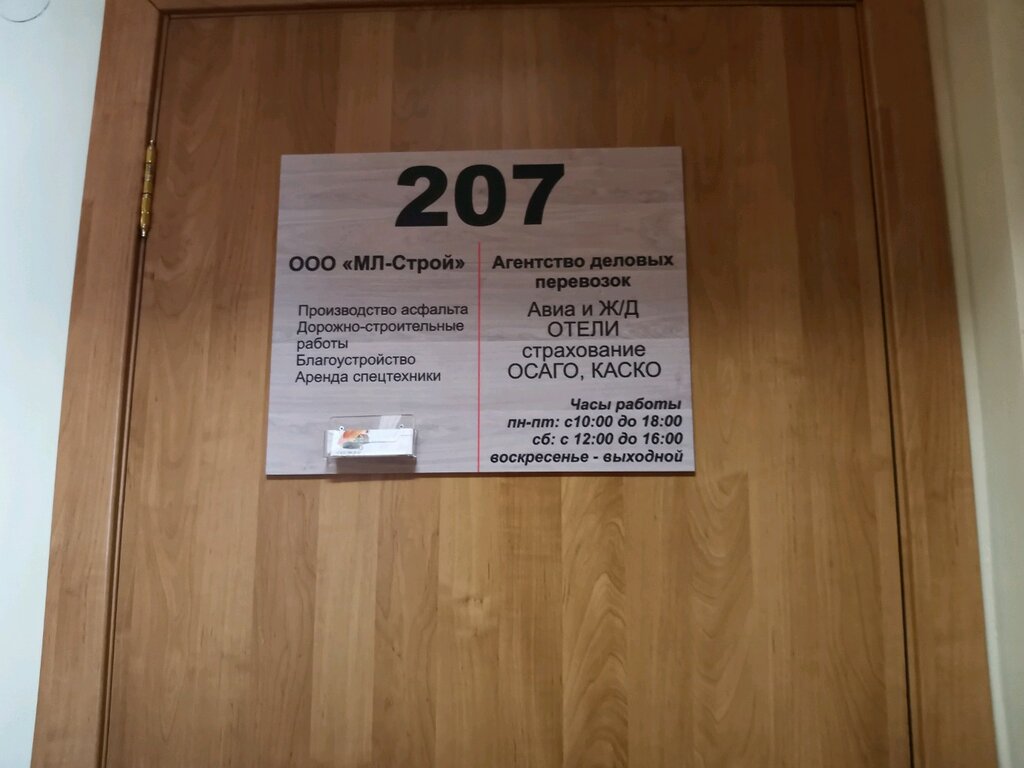 207
ООО «МЛ-Строй»
Производство асфальта
Дорожно-строительные
работы
Благоустройство
Аренда спецтехники
Агентство деловых
перевозок
Авиа и Ж/Д
ОТЕЛИ
страхование
ОСАГО, КАСКО
Часы работы
пн-пт: с10:00 до 18:00
сб: с 12:00 до 16:00
воскресенье - выходной